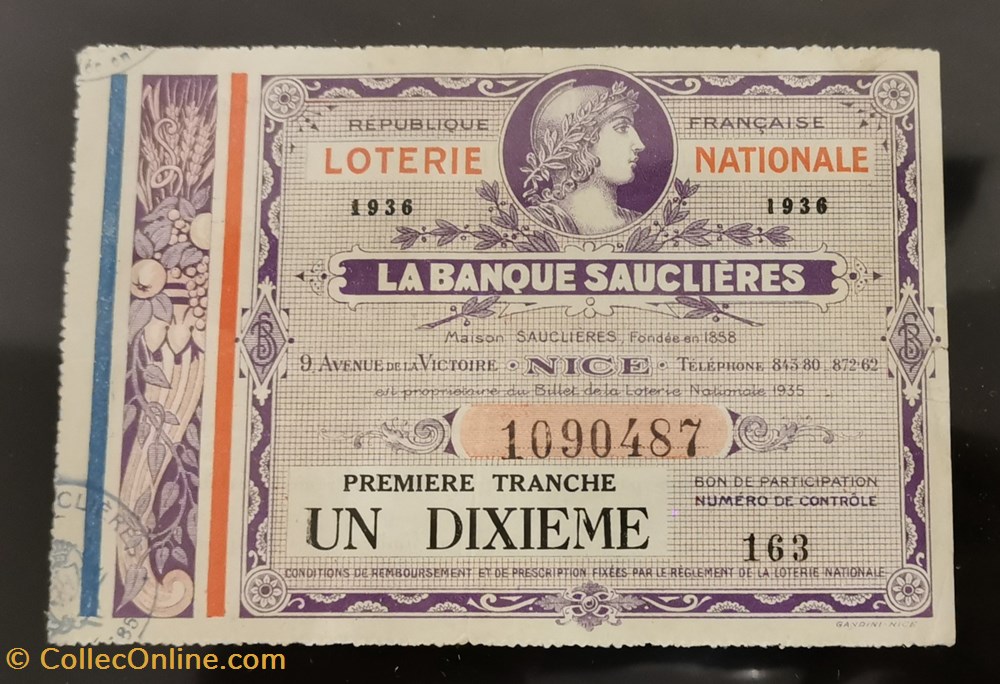 RÉPUBLIQUE FRANÇAISE
LOTERIE NATIONALE
1936 1936
LA BANQUE SAUCLIÈRES
Maison SAUCLIÈRES, Fondée en 1858
9, AVENUE DE LA VICTOIRE · NICE · TÉLÉPHONE 843.80 872-62
est propriétaire du Billet de la Loterie Nationale 1935
1090487
PREMIERE TRANCHE
UN DIXIEME
BON DE PARTICIPATION
NUMÉRO DE CONTRÔLE
163
CONDITIONS DE REMBOURSEMENT ET DE PRESCRIPTION FIXÉES PAR LE RÈGLEMENT DE LA LOTERIE NATIONALE
GANDINI-NICE
CLIÈRES
© CollecOnline.com